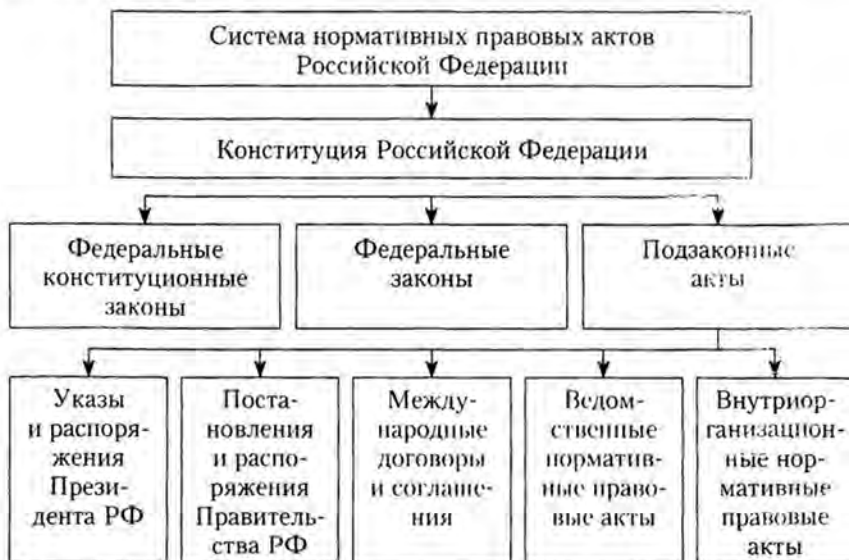 Система нормативных правовых актов
Российской Федерации
Конституция Российской Федерации
Федеральные
конституционные
законы
Федеральные
законы
Подзаконные
акты
Указы
и распоря-
жения
Прези-
дента РФ
Поста-
новления
и распо-
ряжения
Правитель-
ства РФ
Между-
народные
договоры
и соглаше-
ния
Ведом-
ственные
норматив-
ные право-
вые акты
Внутриор-
ганизацион-
ные нор-
мативные
правовые
акты